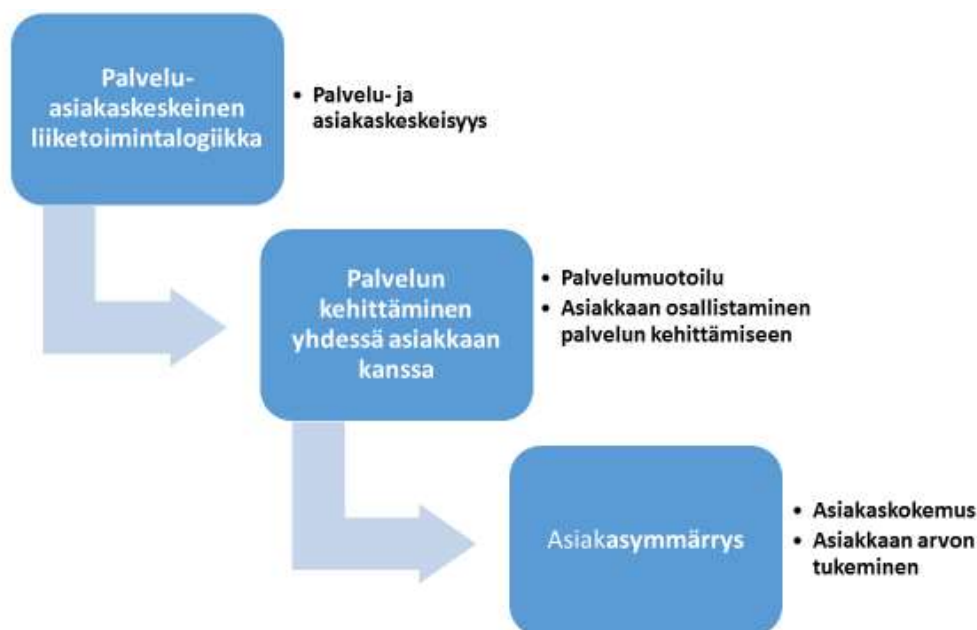 Palvelu-
asiakaskeskeinen
liiketoimintalogiikka
• Palvelu- ja
asiakaskeskeisyys
Palvelun
kehittäminen
yhdessä asiakkaan
kanssa
• Palvelumuotoilu
• Asiakkaan osallistaminen
palvelun kehittämiseen
Asiakasymmärrys
• Asiakaskokemus
• Asiakkaan arvon
tukeminen